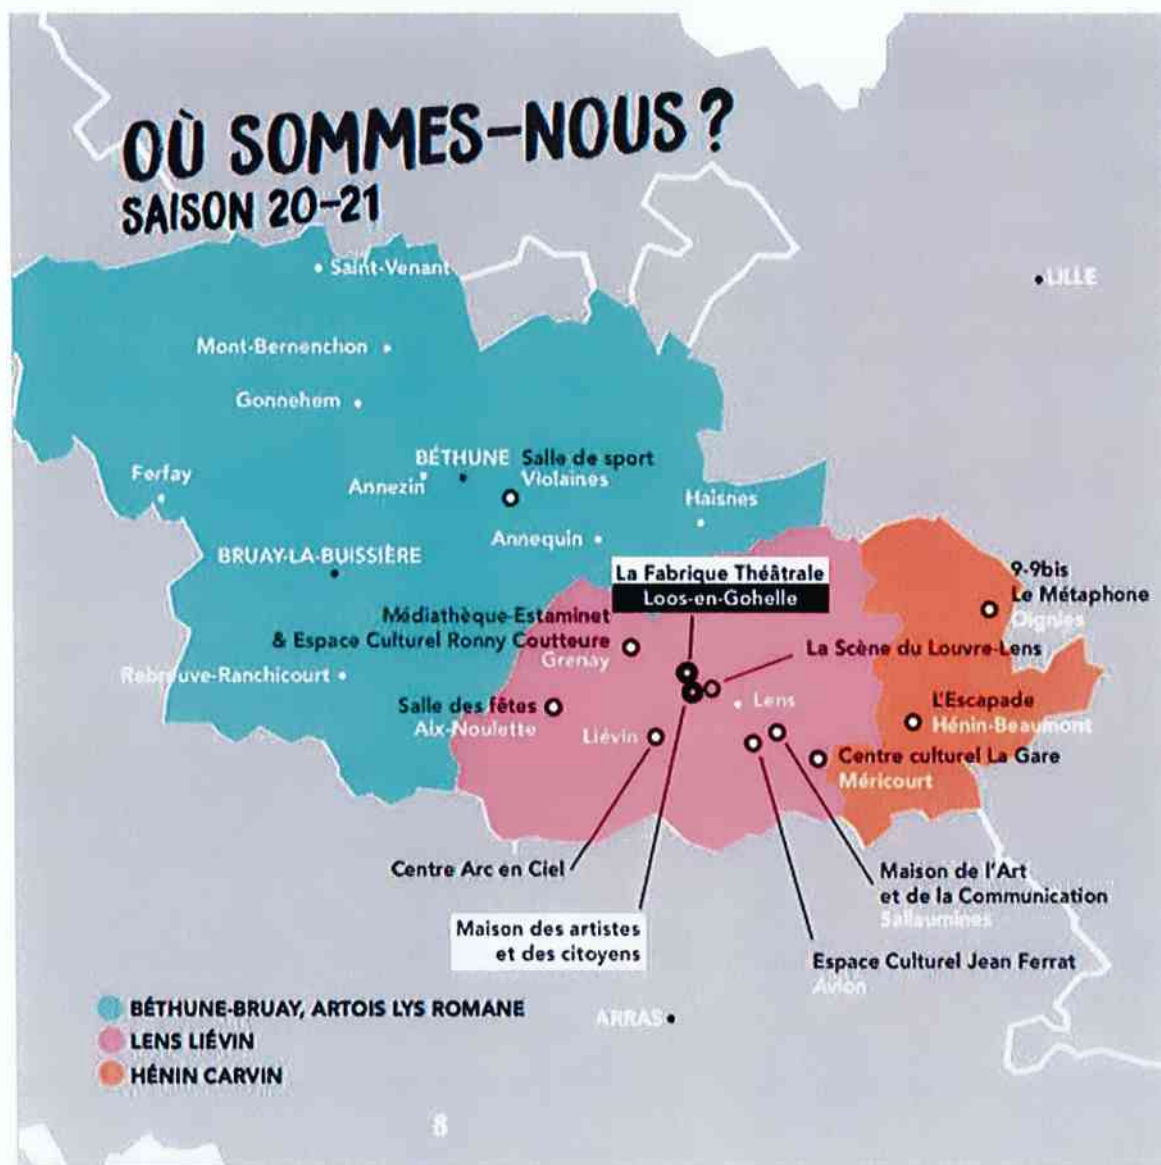 OÙ SOMMES-NOUS ?
SAISON 20-21
Saint-Venant
LILLE
Mont-Bernenchon
Gonnehem
BÉTHUNE
Salle de sport
Violaines
Annezin
Ferfay
Haisnes
Annequin
BRUAY-LA-BUISSIÈRE
La Fabrique Théâtrale
Loos-en-Gohelle
9-9bis
Le Métaphone
Oignies
Médiathèque-Estaminet
& Espace Culturel Ronny Coutteure
Grenay
La Scène du Louvre-Lens
Rebreuve-Ranchicourt
Salle des fêtes
Aix-Noulette
Lens
L'Escapade
Hénin-Beaumont
Liévin
Centre culturel La Gare
Méricourt
Centre Arc en Ciel
Maison de l'Art
et de la Communication
Sallaumines
Maison des artistes
et des citoyens
Espace Culturel Jean Ferrat
Avion
BÉTHUNE-BRUAY, ARTOIS LYS ROMANE
LENS LIÉVIN
HÉNIN CARVIN
ARRAS
8